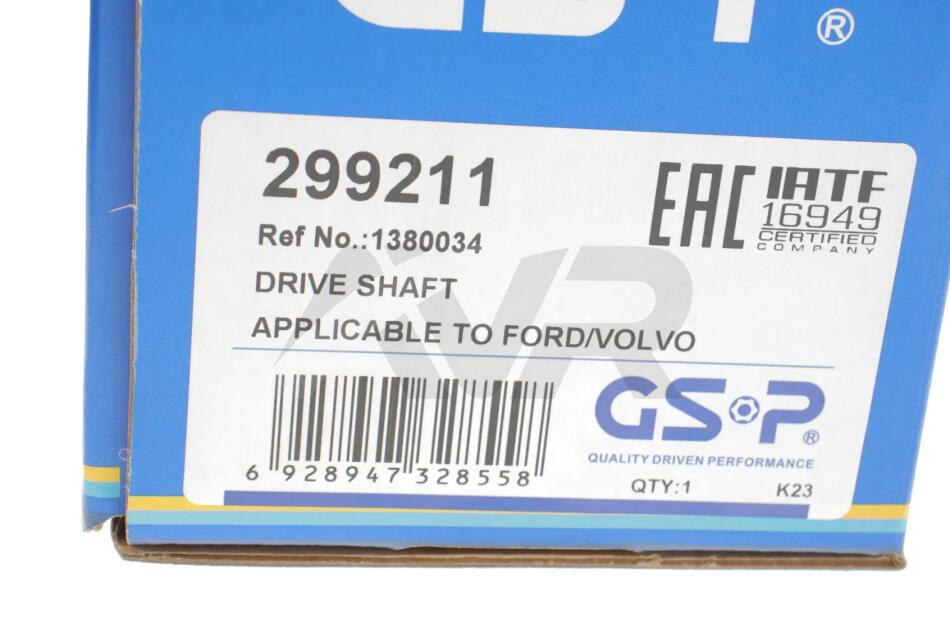 GSP®
299211
EAC
IATF
16949
CERTIFIED
COMPANY
Ref No.:1380034
DRIVE SHAFT
APPLICABLE TO FORD/VOLVO
6 928947 328558
GSP®
QUALITY DRIVEN PERFORMANCE
QTY:1
K23